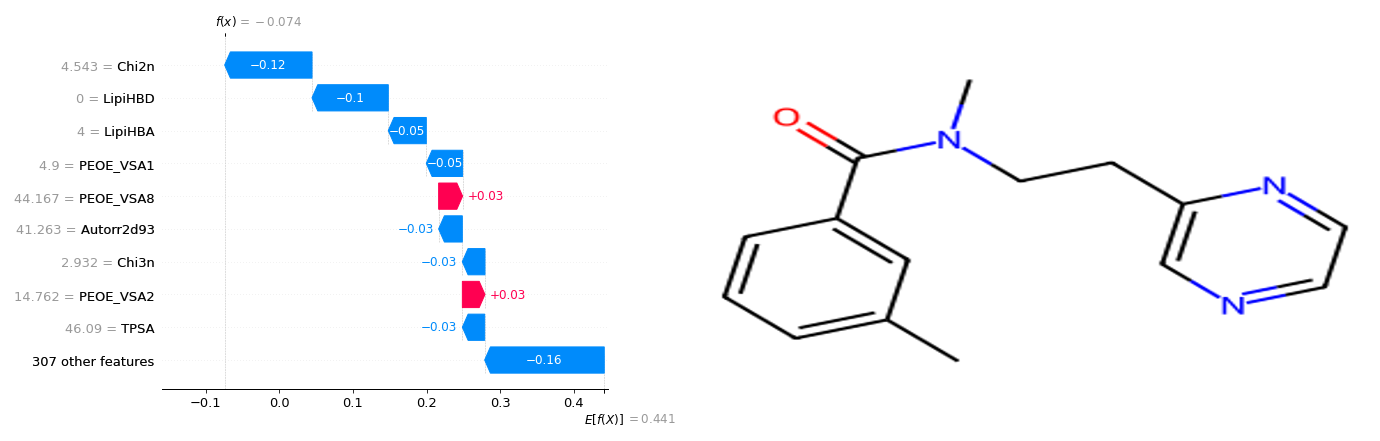 f(x) = −0.074
4.543 = Chi2n
−0.12
0 = LipiHBD
−0.1
4 = LipiHBA
−0.05
4.9 = PEOE_VSA1
−0.05
44.167 = PEOE_VSA8
+0.03
41.263 = Autorr2d93
−0.03
2.932 = Chi3n
−0.03
14.762 = PEOE_VSA2
+0.03
46.09 = TPSA
−0.03
307 other features
−0.16
−0.1 0.0 0.1 0.2 0.3 0.4
E[f(X)] = 0.441
O
N
N
N